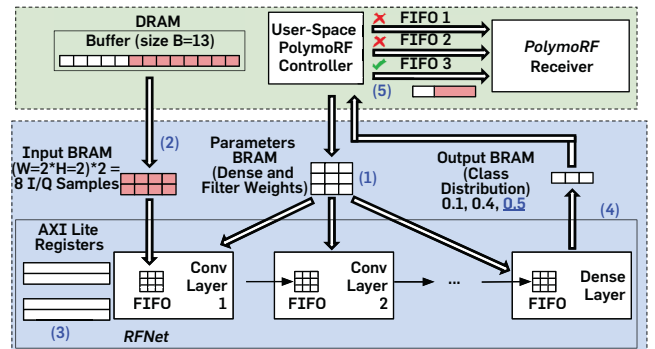 DRAM
Buffer (size B=13)
User-Space
PolymoRF
Controller
FIFO 1
FIFO 2
FIFO 3
(5)
PolymoRF
Receiver
(2)
Input BRAM
(W=2*H=2)*2 =
8 I/Q Samples
Parameters
BRAM
(Dense and
Filter Weights)
(1)
Output BRAM
(Class
Distribution)
0.1, 0.4, 0.5
(4)
AXI Lite
Registers
(3)
FIFO
Conv
Layer
1
FIFO
Conv
Layer
2
...
FIFO
Dense
Layer
RFNet